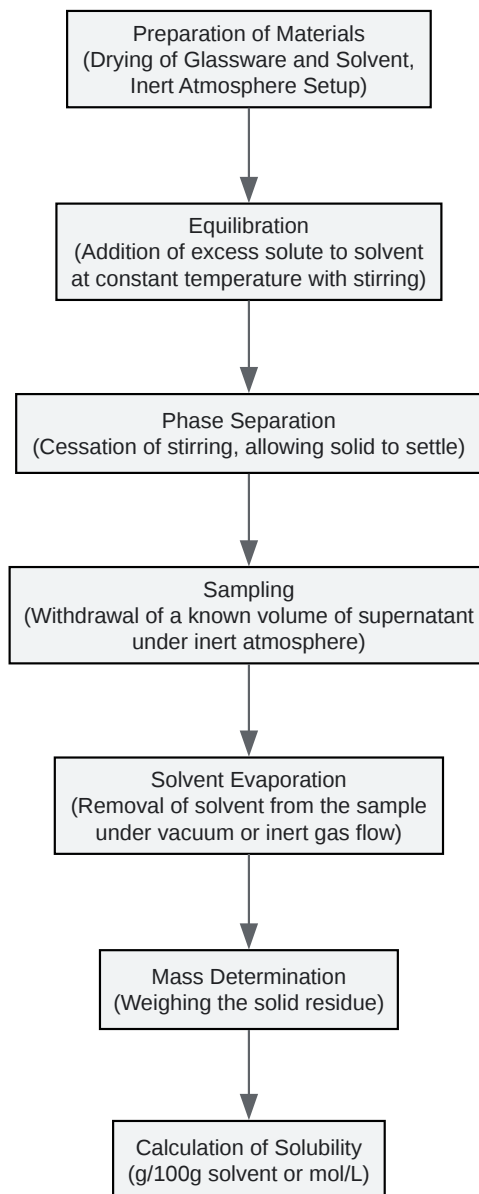 Preparation of Materials
(Drying of Glassware and Solvent,
Inert Atmosphere Setup)
Equilibration
(Addition of excess solute to solvent
at constant temperature with stirring)
Phase Separation
(Cessation of stirring, allowing solid to settle)
Sampling
(Withdrawal of a known volume of supernatant
under inert atmosphere)
Solvent Evaporation
(Removal of solvent from the sample
under vacuum or inert gas flow)
Mass Determination
(Weighing the solid residue)
Calculation of Solubility
(g/100g solvent or mol/L)